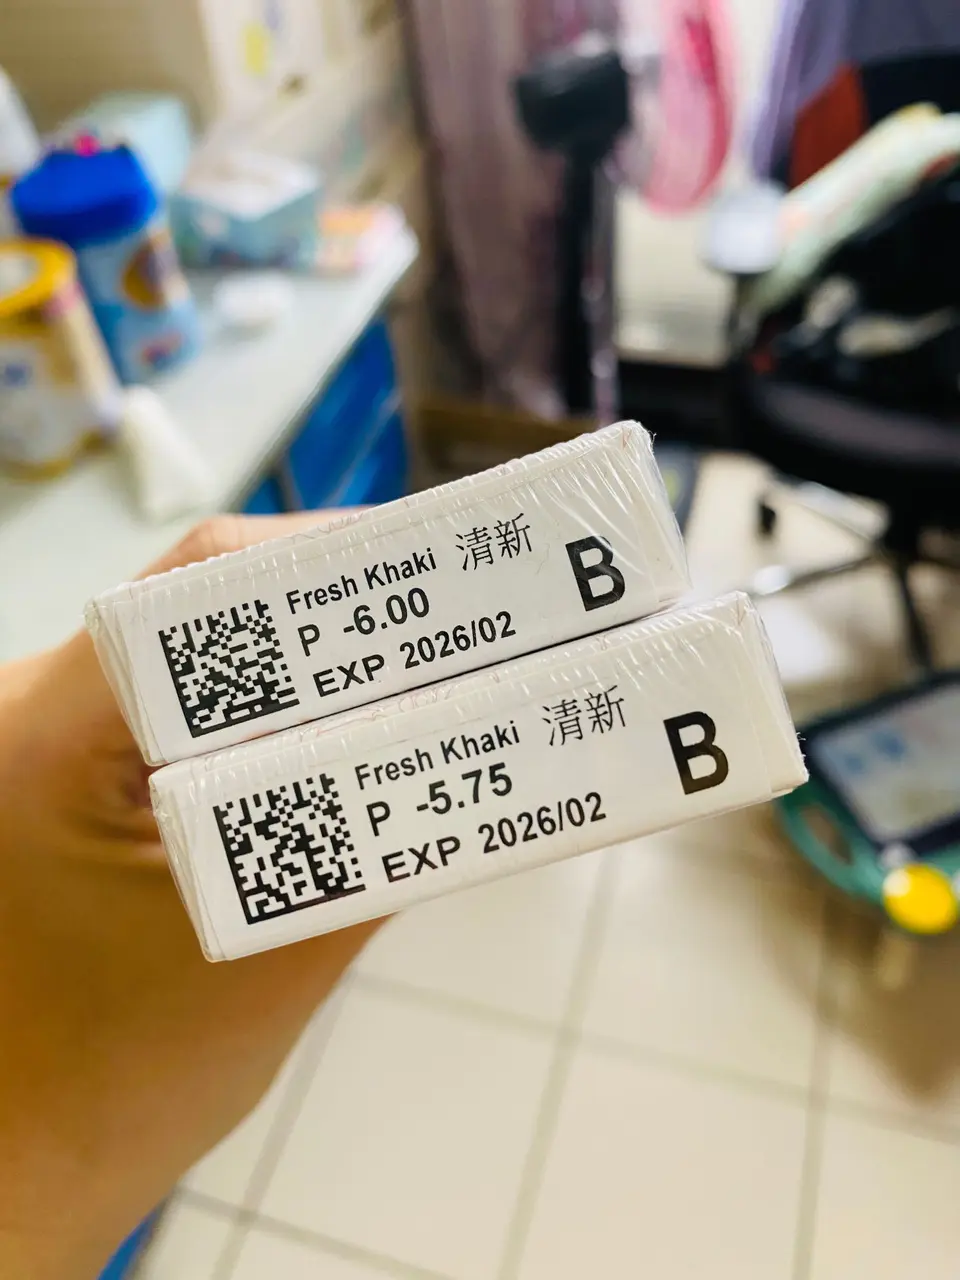 Fresh Khaki 清新
P -6.00
EXP 2026/02
B
Fresh Khaki 清新
P -5.75
EXP 2026/02
B